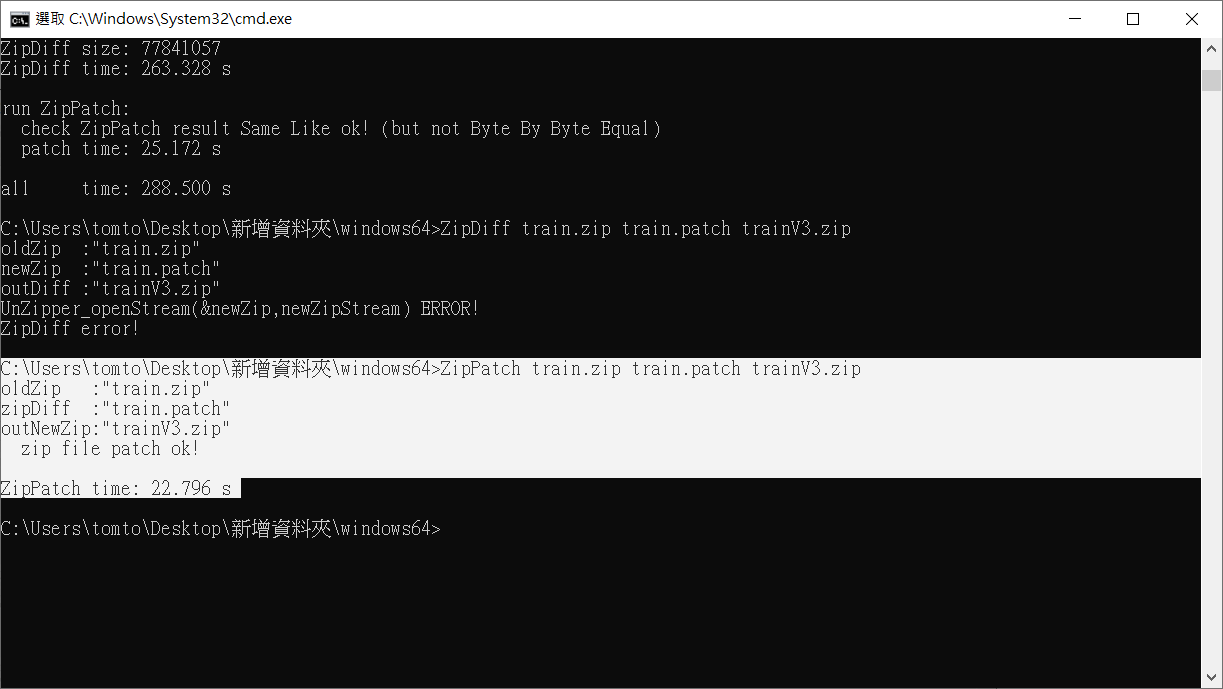 選取 C:\Windows\System32\cmd.exe
ZipDiff size: 77841057
ZipDiff time: 263.328 s
run ZipPatch:
check ZipPatch result Same Like ok! (but not Byte By Byte Equal)
patch time: 25.172 s
all     time: 288.500 s
C:\Users\tomto\Desktop\新增資料夾\windows64>ZipDiff train.zip train.patch trainV3.zip
oldZip  :"train.zip"
newZip  :"train.patch"
outDiff :"trainV3.zip"
UnZipper_openStream(&newZip,newZipStream) ERROR!
ZipDiff error!
C:\Users\tomto\Desktop\新增資料夾\windows64>ZipPatch train.zip train.patch trainV3.zip
oldZip   :"train.zip"
zipDiff  :"train.patch"
outNewZip:"trainV3.zip"
zip file patch ok!
ZipPatch time: 22.796 s
C:\Users\tomto\Desktop\新增資料夾\windows64>